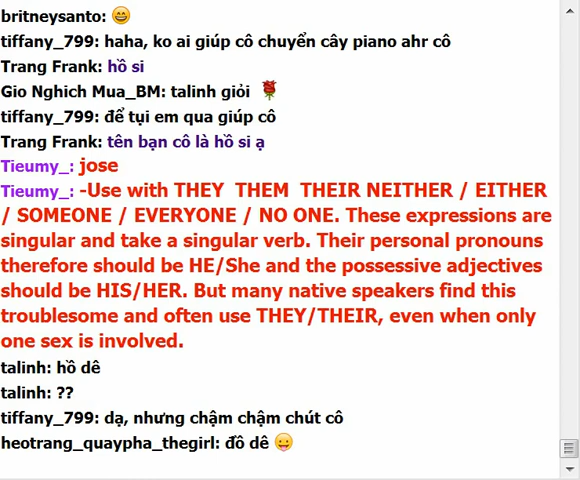 britneysanto: 😄
tiffany_799: haha, ko ai giúp cô chuyển cây piano ahr cô
Trang Frank: hồ si
Gio Nghich Mua_BM: talinh giỏi 🌹
tiffany_799: để tụi em qua giúp cô
Trang Frank: tên bạn cô là hồ si ạ
Tieumy_: jose
Tieumy_: -Use with THEY THEM THEIR NEITHER / EITHER
/ SOMEONE / EVERYONE / NO ONE. These expressions are
singular and take a singular verb. Their personal pronouns
therefore should be HE/She and the possessive adjectives
should be HIS/HER. But many native speakers find this
troublesome and often use THEY/THEIR, even when only
one sex is involved.
talinh: hồ dê
talinh: ??
tiffany_799: dạ, nhưng chậm chậm chút cô
heotrang_quaypha_thegirl: đồ dê 😛